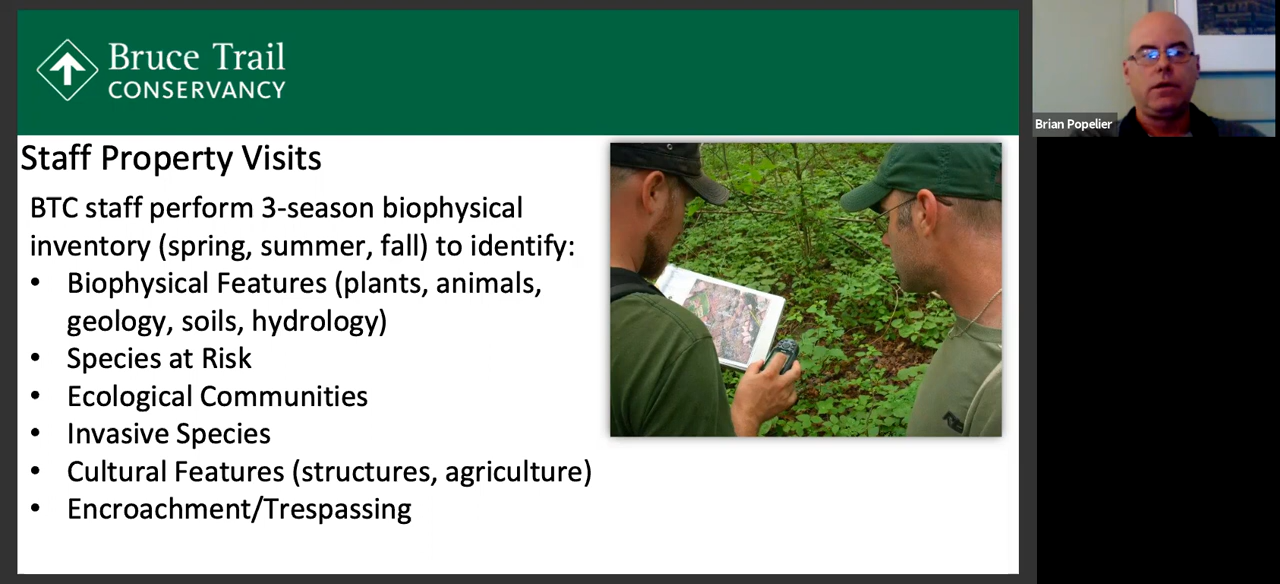 Bruce Trail
CONSERVANCY
Staff Property Visits
BTC staff perform 3-season biophysical
inventory (spring, summer, fall) to identify:
• Biophysical Features (plants, animals,
geology, soils, hydrology)
• Species at Risk
• Ecological Communities
• Invasive Species
• Cultural Features (structures, agriculture)
• Encroachment/Trespassing
Brian Popelier